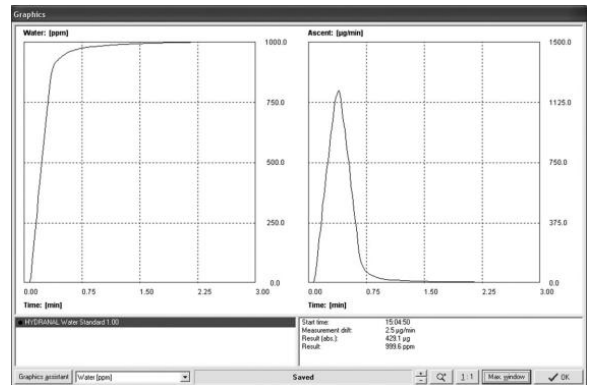 Graphics
Water: [ppm]
1000.0
750.0
500.0
250.0
0.0
0.00 0.75 1.50 2.25 3.00
Time: [min]
Ascent: [µg/min]
1500.0
1125.0
750.0
375.0
0.0
0.00 0.75 1.50 2.25 3.00
Time: [min]
HYDRANAL Water Standard 1.00
Start time: 15:04:50
Measurement drift: 2.5 µg/min
Result (abs.): 429.1 µg
Result: 999.6 ppm
Graphics assistant Water [ppm] Saved 1:1 Max. window OK